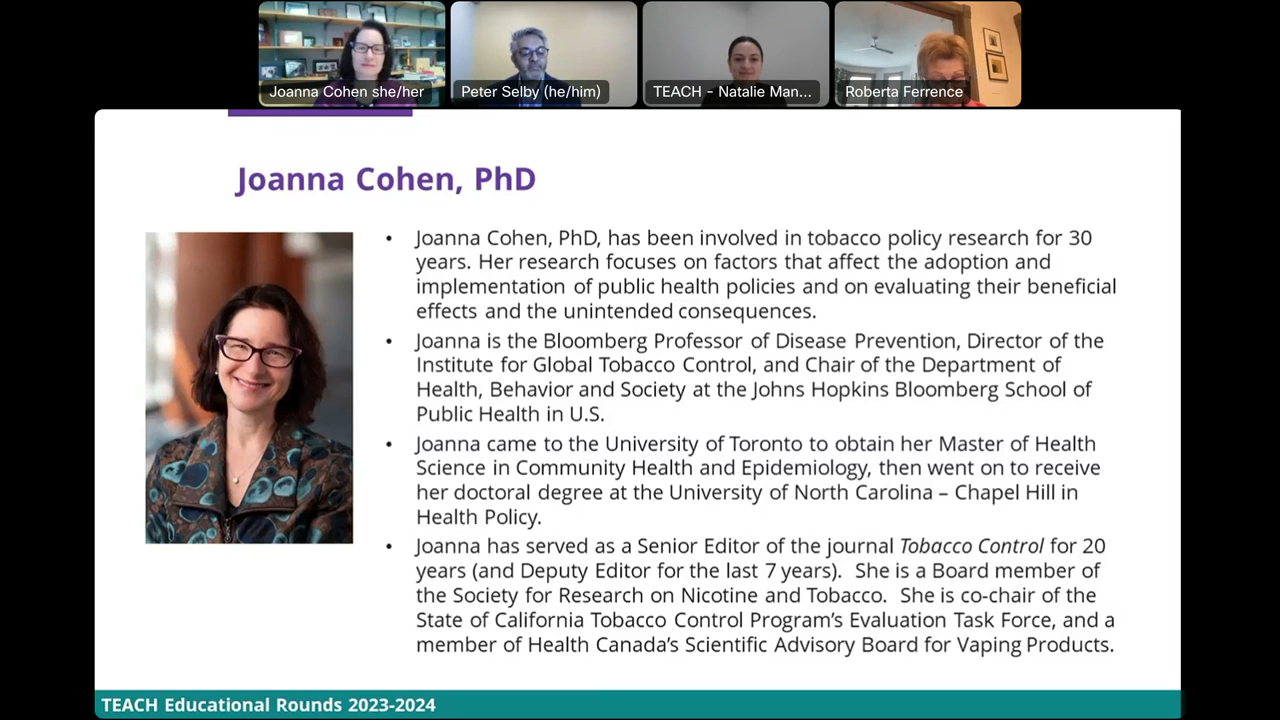 Joanna Cohen she/her
Peter Selby (he/him)
TEACH - Natalie Man...
Roberta Ferrence
Joanna Cohen, PhD
• Joanna Cohen, PhD, has been involved in tobacco policy research for 30
years. Her research focuses on factors that affect the adoption and
implementation of public health policies and on evaluating their beneficial
effects and the unintended consequences.
• Joanna is the Bloomberg Professor of Disease Prevention, Director of the
Institute for Global Tobacco Control, and Chair of the Department of
Health, Behavior and Society at the Johns Hopkins Bloomberg School of
Public Health in U.S.
• Joanna came to the University of Toronto to obtain her Master of Health
Science in Community Health and Epidemiology, then went on to receive
her doctoral degree at the University of North Carolina – Chapel Hill in
Health Policy.
• Joanna has served as a Senior Editor of the journal Tobacco Control for 20
years (and Deputy Editor for the last 7 years).  She is a Board member of
the Society for Research on Nicotine and Tobacco.  She is co-chair of the
State of California Tobacco Control Program's Evaluation Task Force, and a
member of Health Canada's Scientific Advisory Board for Vaping Products.
TEACH Educational Rounds 2023-2024